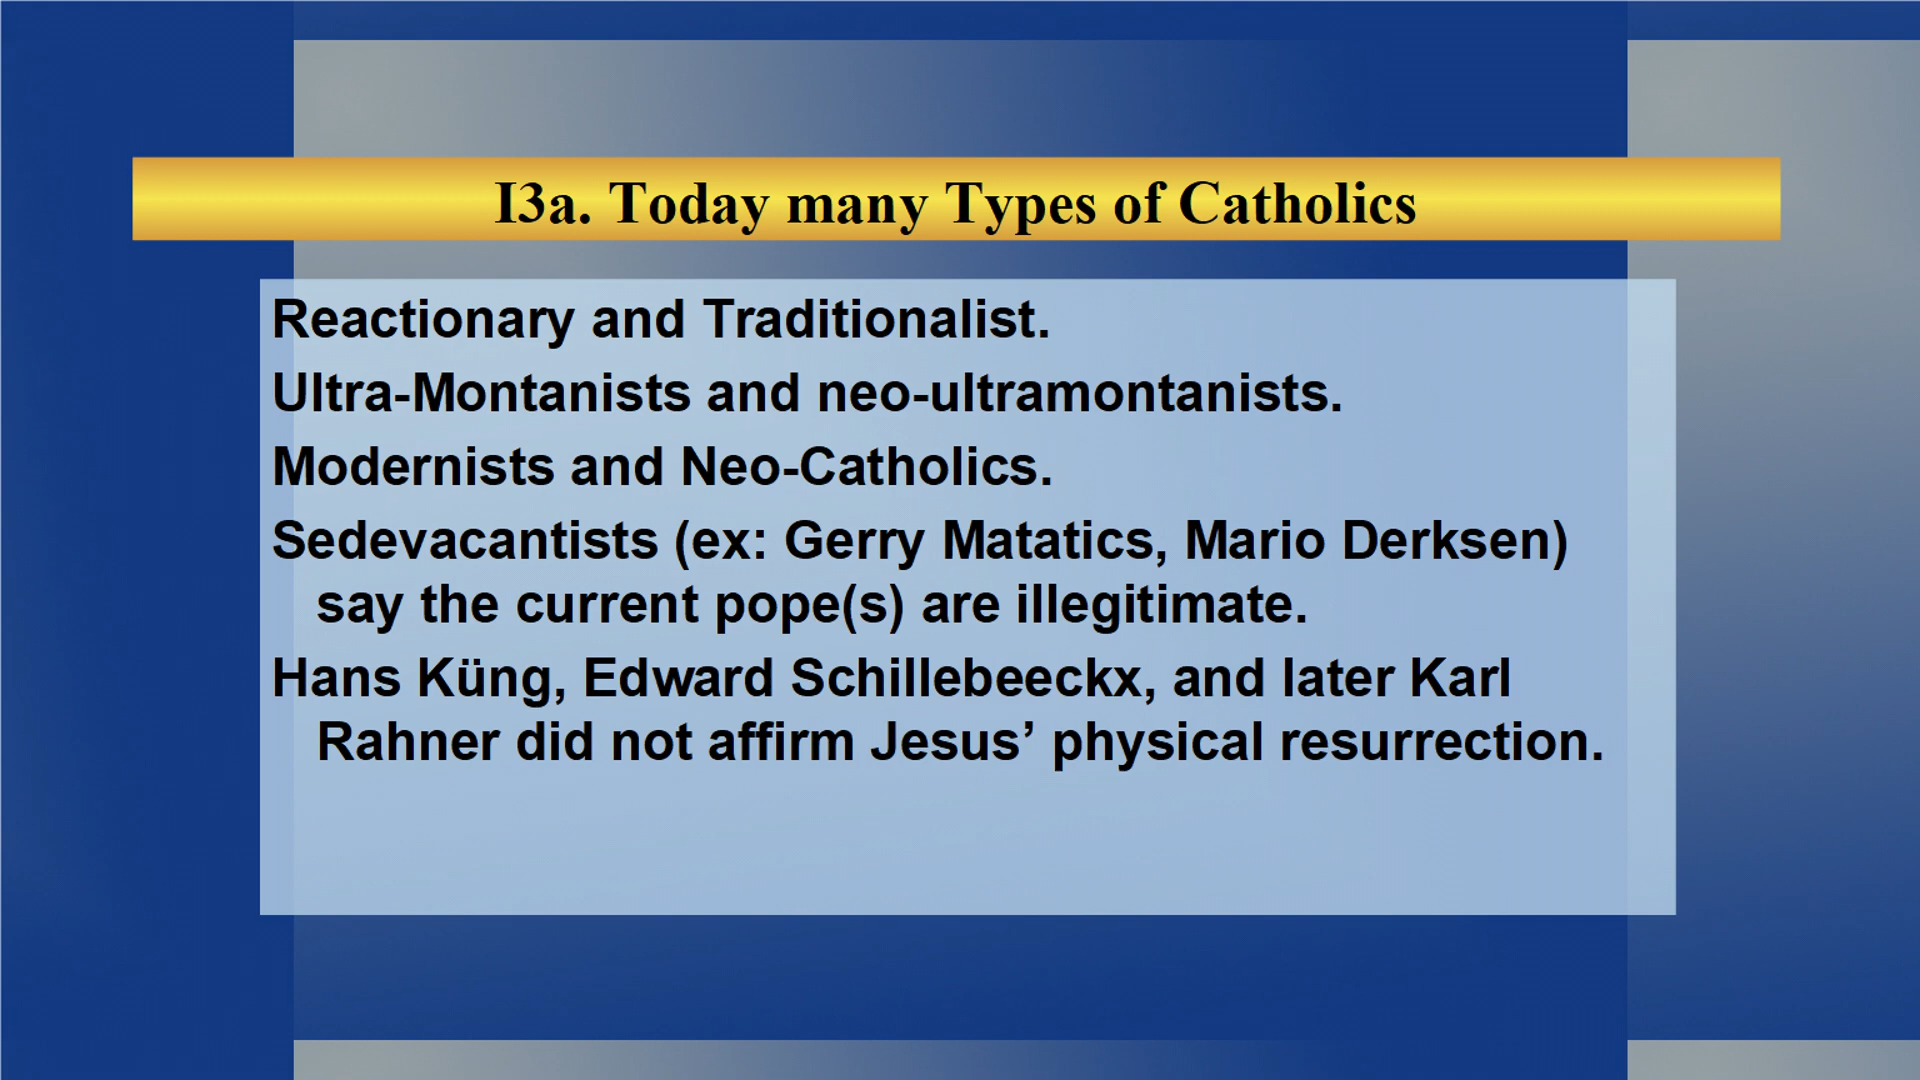 I3a. Today many Types of Catholics
Reactionary and Traditionalist.
Ultra-Montanists and neo-ultramontanists.
Modernists and Neo-Catholics.
Sedevacantists (ex: Gerry Matatics, Mario Derksen)
say the current pope(s) are illegitimate.
Hans Küng, Edward Schillebeeckx, and later Karl
Rahner did not affirm Jesus’ physical resurrection.